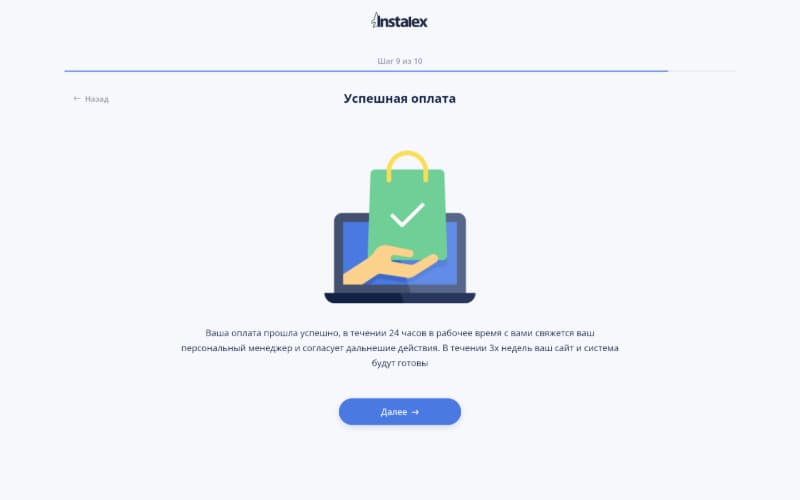 Instalex
Шаг 9 из 10
← Назад
Успешная оплата
Ваша оплата прошла успешно, в течении 24 часов в рабочее время с вами свяжется ваш
персональный менеджер и согласует дальнешие действия. В течении 3х недель ваш сайт и система
будут готовы
Далее →